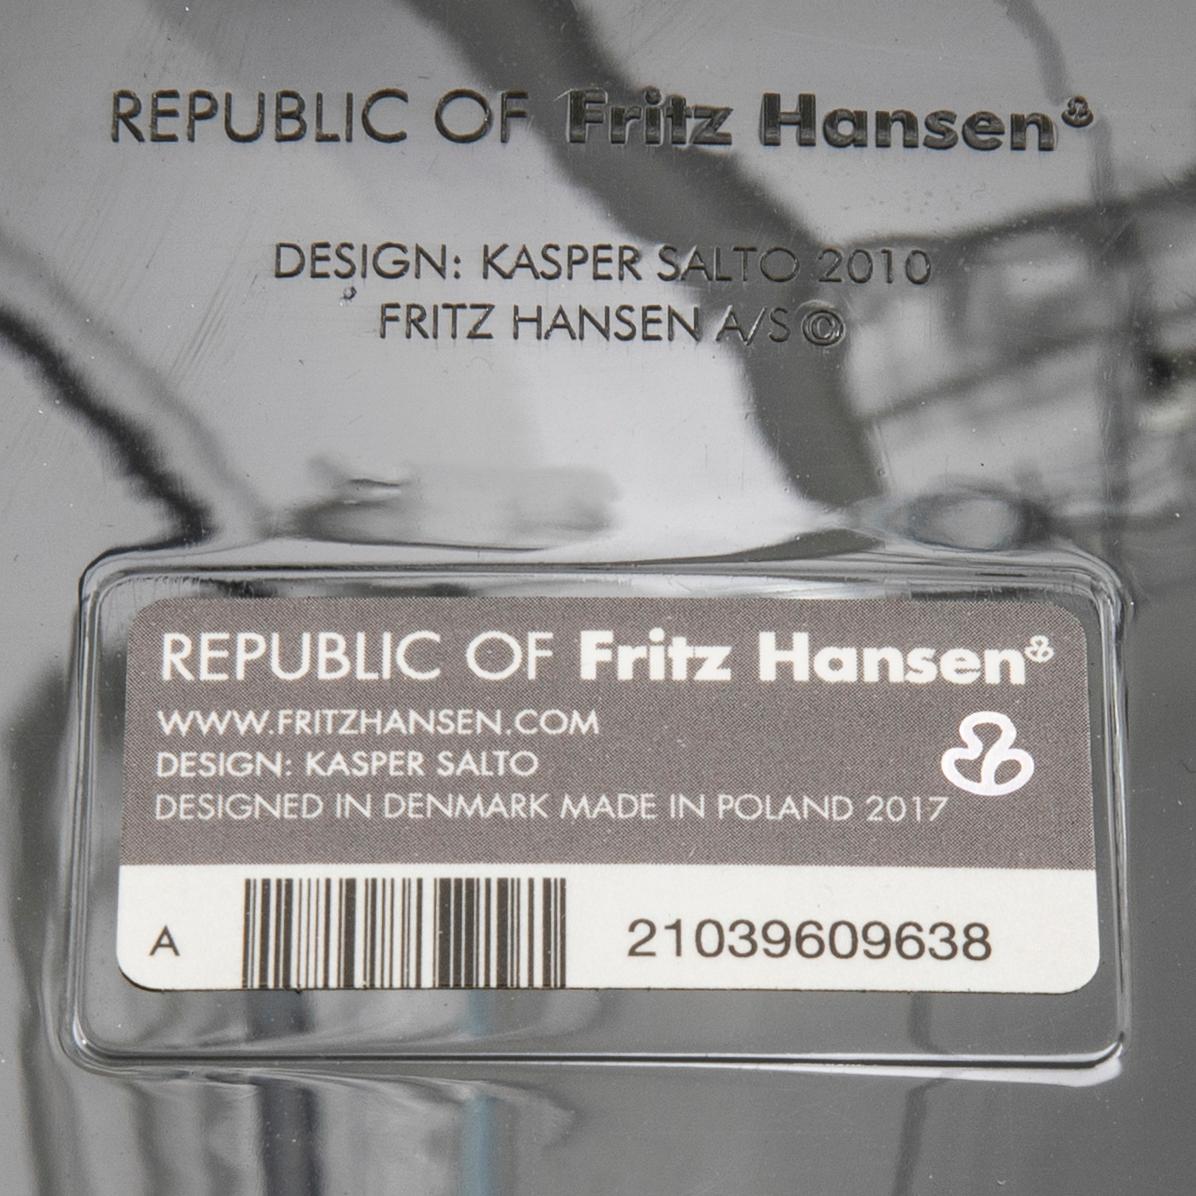 REPUBLIC OF Fritz Hansen
DESIGN: KASPER SALTO 2010
FRITZ HANSEN A/S ©
REPUBLIC OF Fritz Hansen
WWW.FRITZHANSEN.COM
DESIGN: KASPER SALTO
DESIGNED IN DENMARK MADE IN POLAND 2017
A 21039609638